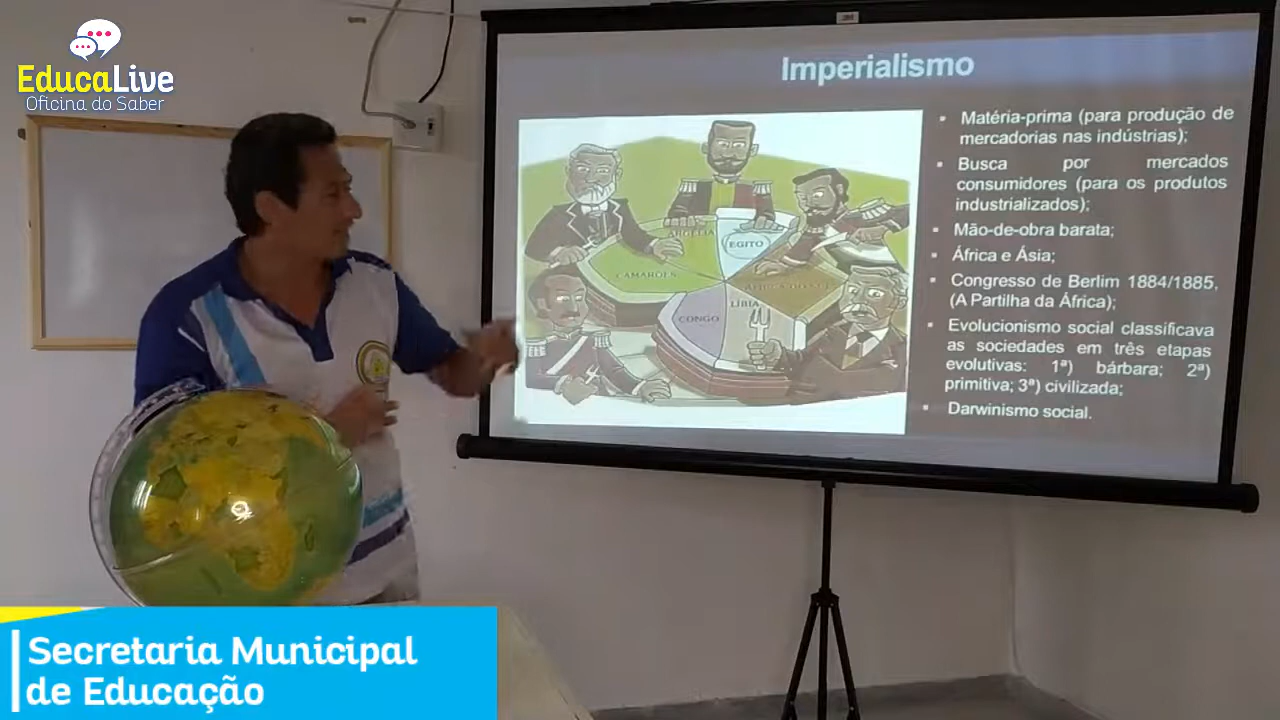 EducaLive
Oficina do Saber
Imperialismo
ARGÉLIA
EGITO
CAMARÕES
LÍBIA
CONGO
▪ Matéria-prima (para produção de
mercadorias nas indústrias);
▪ Busca por mercados
consumidores (para os produtos
industrializados);
▪ Mão-de-obra barata;
▪ África e Ásia;
▪ Congresso de Berlim 1884/1885,
(A Partilha da África);
▪ Evolucionismo social classificava
as sociedades em três etapas
evolutivas: 1ª) bárbara; 2ª)
primitiva; 3ª) civilizada;
▪ Darwinismo social.
Secretaria Municipal
de Educação